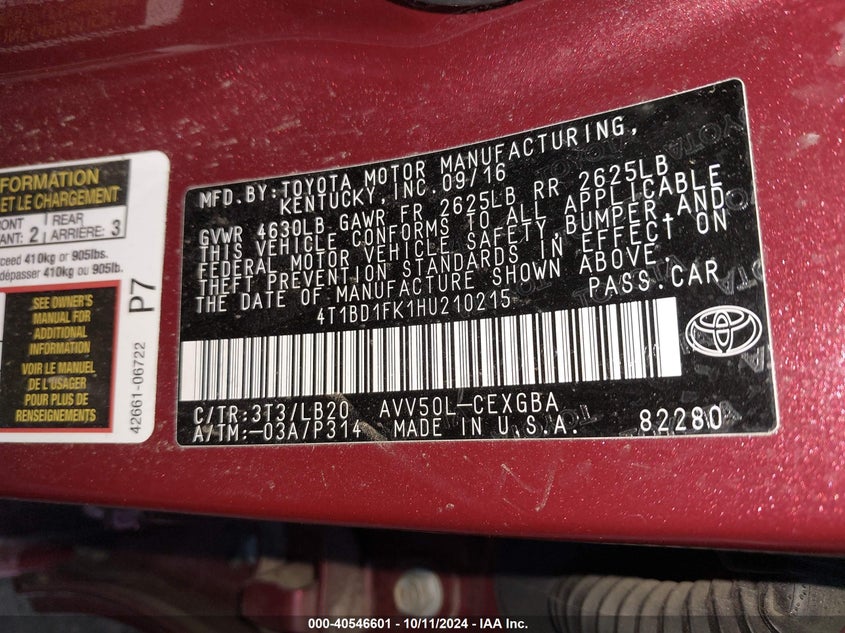 MFD.BY:TOYOTA MOTOR MANUFACTURING,
KENTUCKY, INC. 09/16
GVWR 4630LB GAWR FR 2625LB RR 2625LB
THIS VEHICLE CONFORMS TO ALL APPLICABLE
FEDERAL MOTOR VEHICLE SAFETY, BUMPER, AND
THEFT PREVENTION STANDARDS IN EFFECT ON
THE DATE OF MANUFACTURE SHOWN ABOVE.
4T1BD1FK1HU210215 PASS.CAR
C/TR:3T3/LB20 AVV50L-CEXGBA
A/TM:-03A/P314 MADE IN U.S.A. 82280
FORMATION
ET LE CHARGEMENT
RONT REAR
ANT: 2 ARRIÈRE: 3
xceed 410kg or 905lbs.
dépasser 410kg ou 905lb.
SEE OWNER'S
MANUAL FOR
ADDITIONAL
INFORMATION
VOIR LE MANUEL
DE L'USAGER
POUR PLUS DE
RENSEIGNEMENTS
P7
42661-06722
000-40546601 - 10/11/2024 - IAA Inc.